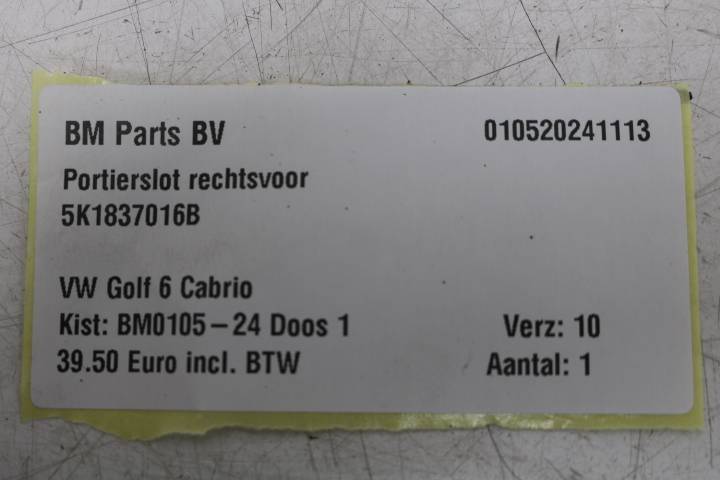 BM Parts BV 010520241113
Portierslot rechtsvoor
5K1837016B
VW Golf 6 Cabrio
Kist: BM0105-24 Doos 1 Verz: 10
39.50 Euro incl. BTW Aantal: 1